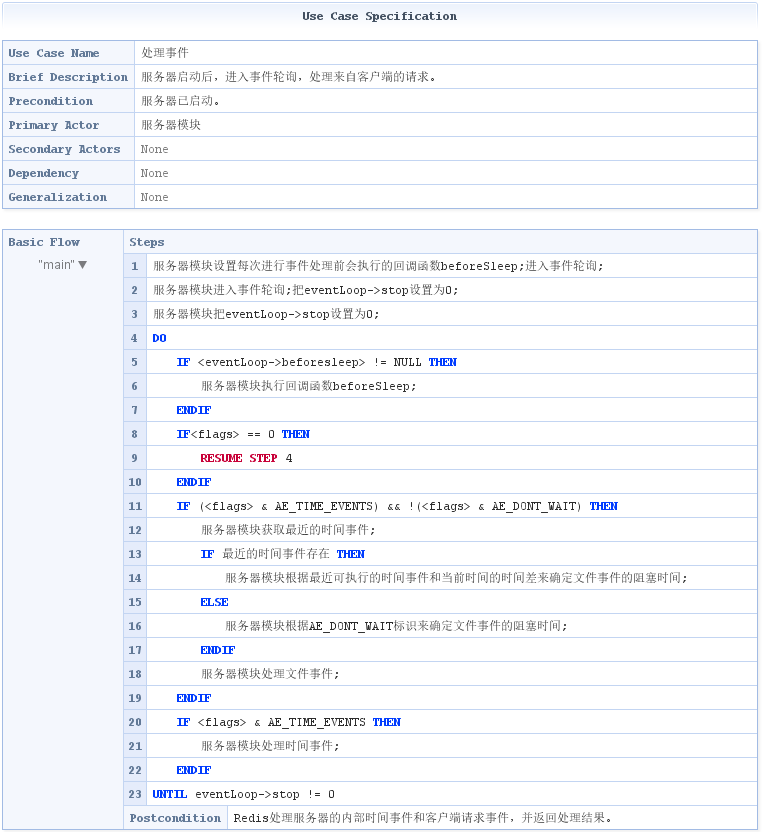 Use Case Specification
Use Case Name 处理事件
Brief Description 服务器启动后，进入事件轮询，处理来自客户端的请求。
Precondition 服务器已启动。
Primary Actor 服务器模块
Secondary Actors None
Dependency None
Generalization None
Basic Flow Steps
"main" ▼
1 服务器模块设置每次进行事件处理前会执行的回调函数beforeSleep;进入事件轮询;
2 服务器模块进入事件轮询;把eventLoop->stop设置为0;
3 服务器模块把eventLoop->stop设置为0;
4 DO
5 IF <eventLoop->beforesleep> != NULL THEN
6 服务器模块执行回调函数beforeSleep;
7 ENDIF
8 IF<flags> == 0 THEN
9 RESUME STEP 4
10 ENDIF
11 IF (<flags> & AE_TIME_EVENTS) && !(<flags> & AE_DONT_WAIT) THEN
12 服务器模块获取最近的时间事件;
13 IF 最近的时间事件存在 THEN
14 服务器模块根据最近可执行的时间事件和当前时间的时间差来确定文件事件的阻塞时间;
15 ELSE
16 服务器模块根据AE_DONT_WAIT标识来确定文件事件的阻塞时间;
17 ENDIF
18 服务器模块处理文件事件;
19 ENDIF
20 IF <flags> & AE_TIME_EVENTS THEN
21 服务器模块处理时间事件;
22 ENDIF
23 UNTIL eventLoop->stop != 0
Postcondition Redis处理服务器的内部时间事件和客户端请求事件，并返回处理结果。